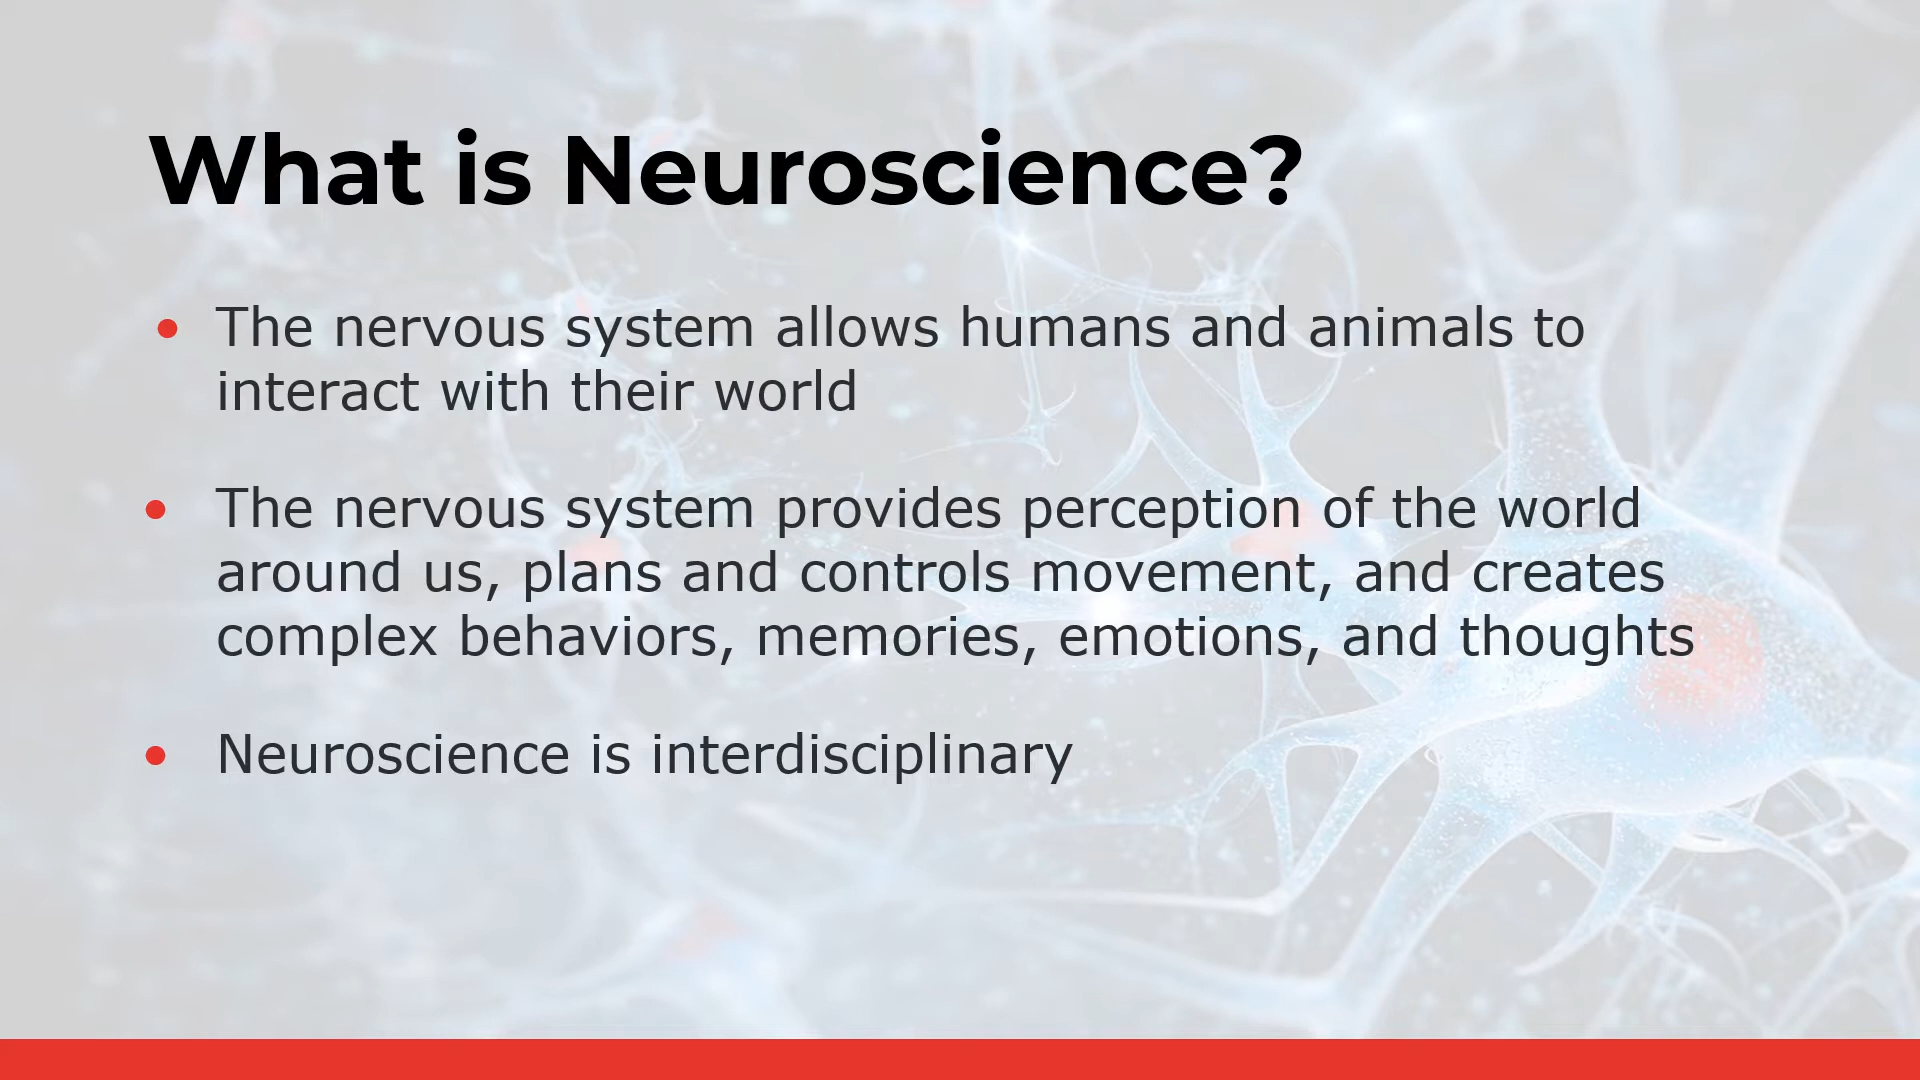 What is Neuroscience?
• The nervous system allows humans and animals to
interact with their world
• The nervous system provides perception of the world
around us, plans and controls movement, and creates
complex behaviors, memories, emotions, and thoughts
• Neuroscience is interdisciplinary